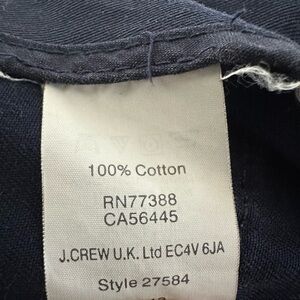 100% Cotton
RN77388
CA56445
J.CREW U.K. Ltd EC4V 6JA
Style 27584